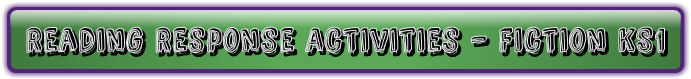 READING RESPONSE ACTIVITIES - FICTION KS1